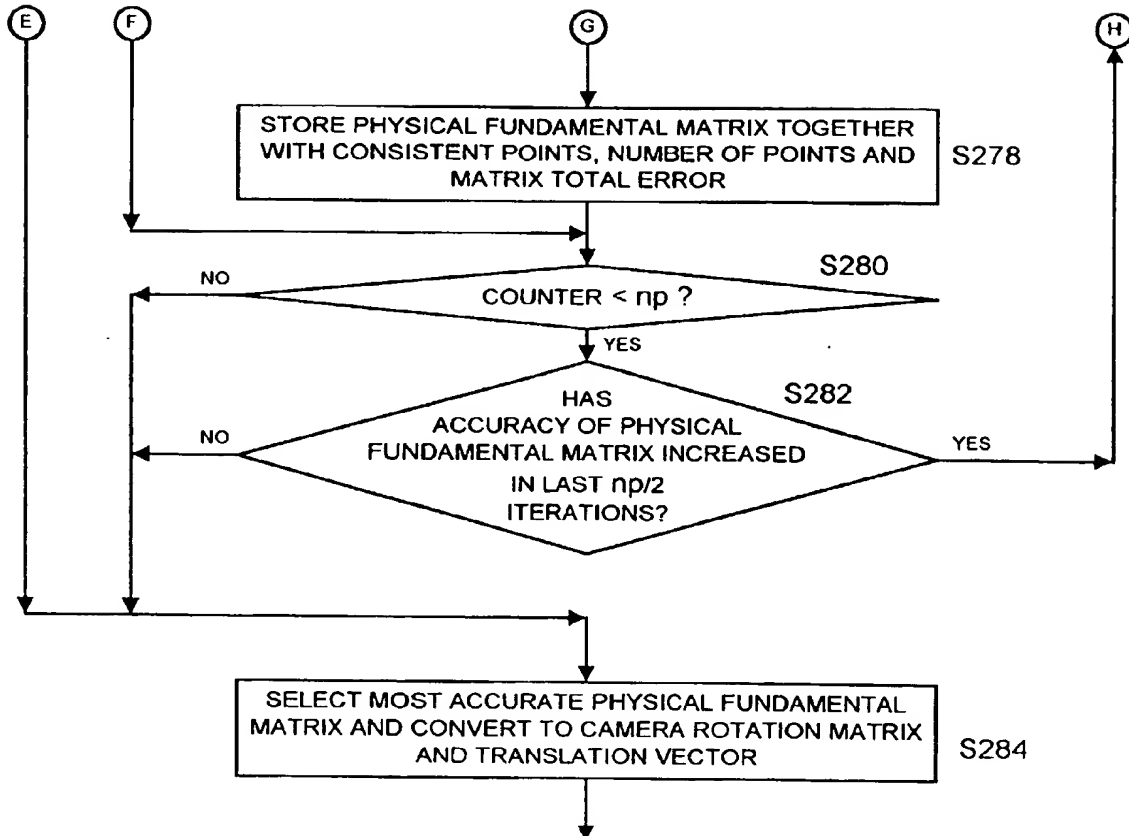 E
F
G
H
STORE PHYSICAL FUNDAMENTAL MATRIX TOGETHER
WITH CONSISTENT POINTS, NUMBER OF POINTS AND
MATRIX TOTAL ERROR
S278
S280
NO
COUNTER < np ?
YES
S282
HAS
ACCURACY OF PHYSICAL
FUNDAMENTAL MATRIX INCREASED
IN LAST np/2
ITERATIONS?
NO
YES
SELECT MOST ACCURATE PHYSICAL FUNDAMENTAL
MATRIX AND CONVERT TO CAMERA ROTATION MATRIX
AND TRANSLATION VECTOR
S284